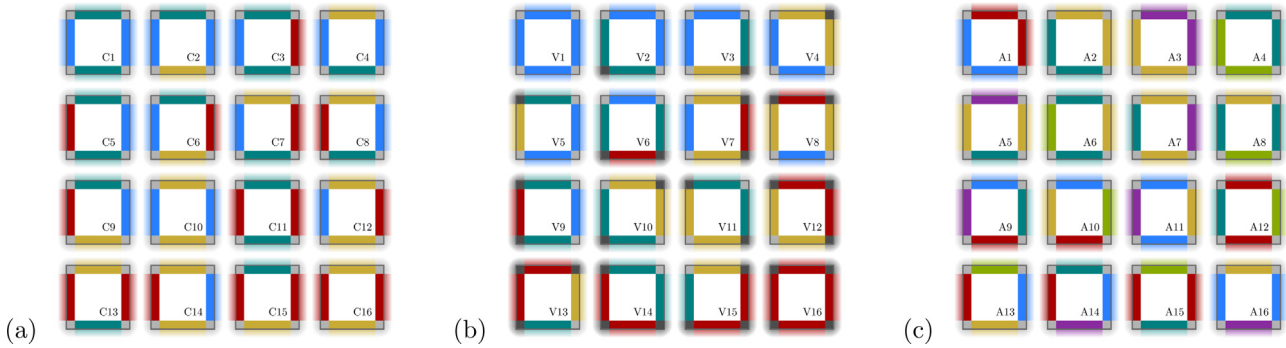 C1 C2 C3 C4 V1 V2 V3 V4 A1 A2 A3 A4
C5 C6 C7 C8 V5 V6 V7 V8 A5 A6 A7 A8
C9 C10 C11 C12 V9 V10 V11 V12 A9 A10 A11 A12
C13 C14 C15 C16 V13 V14 V15 V16 A13 A14 A15 A16
(a) (b) (c)